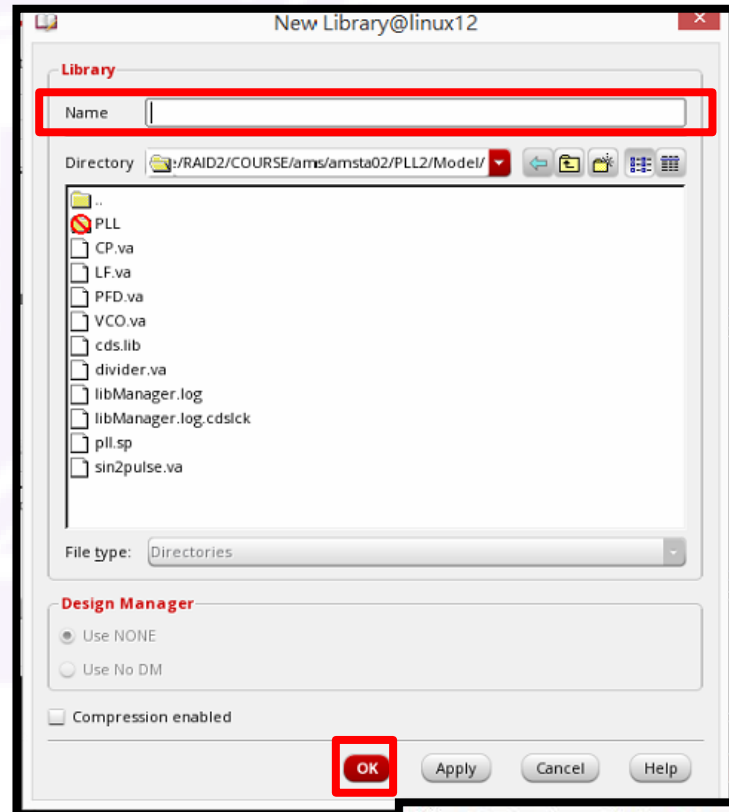 New Library@linux12
Library
Name
Directory :/RAID2/COURSE/ams/amsta02/PLL2/Model/
..
PLL
CP.va
LF.va
PFD.va
VCO.va
cds.lib
divider.va
libManager.log
libManager.log.cdslck
pll.sp
sin2pulse.va
File type: Directories
Design Manager
Use NONE
Use No DM
Compression enabled
OK Apply Cancel Help